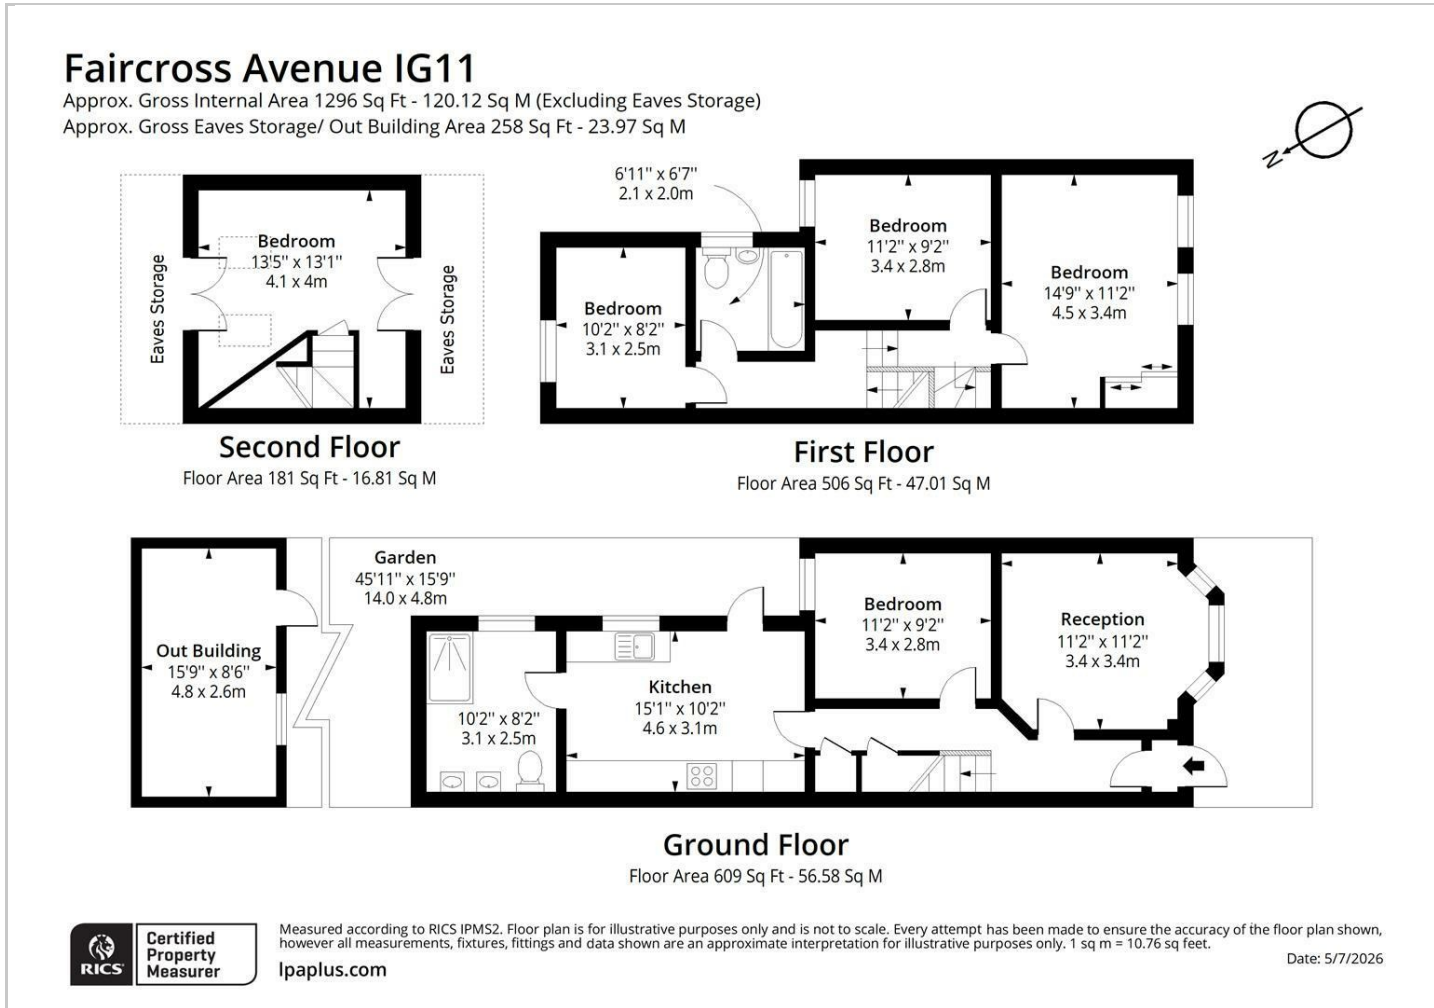 Faircross Avenue IG11
Approx. Gross Internal Area 1296 Sq Ft - 120.12 Sq M (Excluding Eaves Storage)
Approx. Gross Eaves Storage/ Out Building Area 258 Sq Ft - 23.97 Sq M
N
Eaves Storage
Bedroom
13'5" x 13'1"
4.1 x 4m
Eaves Storage
Second Floor
Floor Area 181 Sq Ft - 16.81 Sq M
6'11" x 6'7"
2.1 x 2.0m
Bedroom
10'2" x 8'2"
3.1 x 2.5m
Bedroom
11'2" x 9'2"
3.4 x 2.8m
Bedroom
14'9" x 11'2"
4.5 x 3.4m
First Floor
Floor Area 506 Sq Ft - 47.01 Sq M
Out Building
15'9" x 8'6"
4.8 x 2.6m
Garden
45'11" x 15'9"
14.0 x 4.8m
10'2" x 8'2"
3.1 x 2.5m
Kitchen
15'1" x 10'2"
4.6 x 3.1m
Bedroom
11'2" x 9'2"
3.4 x 2.8m
Reception
11'2" x 11'2"
3.4 x 3.4m
Ground Floor
Floor Area 609 Sq Ft - 56.58 Sq M
RICS
Certified
Property
Measurer
Measured according to RICS IPMS2. Floor plan is for illustrative purposes only and is not to scale. Every attempt has been made to ensure the accuracy of the floor plan shown,
however all measurements, fixtures, fittings and data shown are an approximate interpretation for illustrative purposes only. 1 sq m = 10.76 sq feet.
lpaplus.com
Date: 5/7/2026